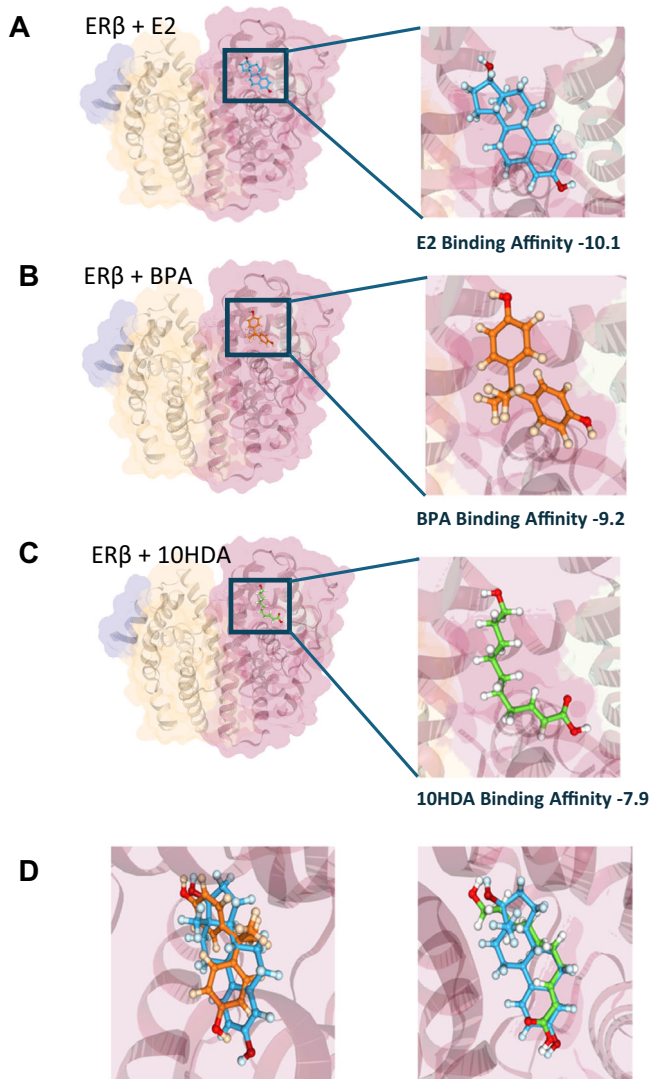 A
ERβ + E2
E2 Binding Affinity -10.1
B
ERβ + BPA
BPA Binding Affinity -9.2
C
ERβ + 10HDA
10HDA Binding Affinity -7.9
D